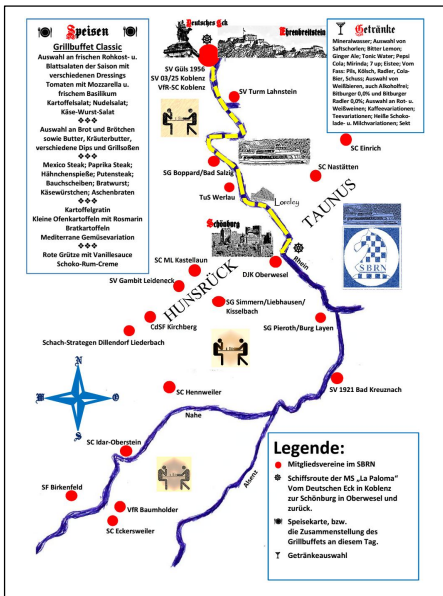 Speisen
Grillbuffet Classic
Auswahl an frischen Rohkost- u.
Blattsalaten der Saison mit
verschiedenen Dressings
Tomaten mit Mozzarella u.
frischem Basilikum
Kartoffelsalat; Nudelsalat;
Käse-Wurst-Salat
Auswahl an Brot und Brötchen
sowie Butter, Kräuterbutter,
verschiedene Dips und Grillsoßen
Mexico Steak; Paprika Steak;
Hähnchenspieße; Putensteak;
Bauchscheiben; Bratwurst;
Käsewürstchen; Aschenbraten
Kartoffelgratin
Kleine Ofenkartoffeln mit Rosmarin
Bratkartoffeln
Mediterrane Gemüsevariation
Rote Grütze mit Vanillesauce
Schoko-Rum-Creme
Deutsches Eck
Ehrenbreitstein
SV Güls 1956
SV 03/25 Koblenz
VfR-SC Koblenz
SV Turm Lahnstein
Getränke
Mineralwasser; Auswahl von
Saftschorlen; Bitter Lemon;
Ginger Ale; Tonic Water; Pepsi
Cola; Mirinda; 7 up; Eistee; Vom
Fass: Pils, Kölsch, Radler, Cola-
Bier, Schuss; Auswahl von
Weißbieren, auch Alkoholfrei;
Bitburger 0,0% und Bitburger
Radler 0,0%; Auswahl an Rot- u.
Weißweinen; Kaffeevariationen;
Teevariationen; Heiße Schoko-
lade- u. Milchvariationen; Sekt
SC Einrich
SG Boppard/Bad Salzig
SC Nastätten
TuS Werlau
Loreley
TAUNUS
Schönburg
SBRN
Rhein
SC ML Kastellaun
DJK Oberwesel
SV Gambit Leideneck
HUNSRÜCK
SG Simmern/Liebhausen/
Kisselbach
CdSF Kirchberg
SG Pieroth/Burg Layen
Schach-Strategen Dillendorf Liederbach
N
W
O
S
SC Hennweiler
SV 1921 Bad Kreuznach
Nahe
SC Idar-Oberstein
Alsenz
SF Birkenfeld
VfR Baumholder
SC Eckersweiler
Legende:
Mitgliedsvereine im SBRN
Schiffsroute der MS „La Paloma"
Vom Deutschen Eck in Koblenz
zur Schönburg in Oberwesel und
zurück.
Speisekarte, bzw.
die Zusammenstellung des
Grillbuffets an diesem Tag.
Getränkeauswahl